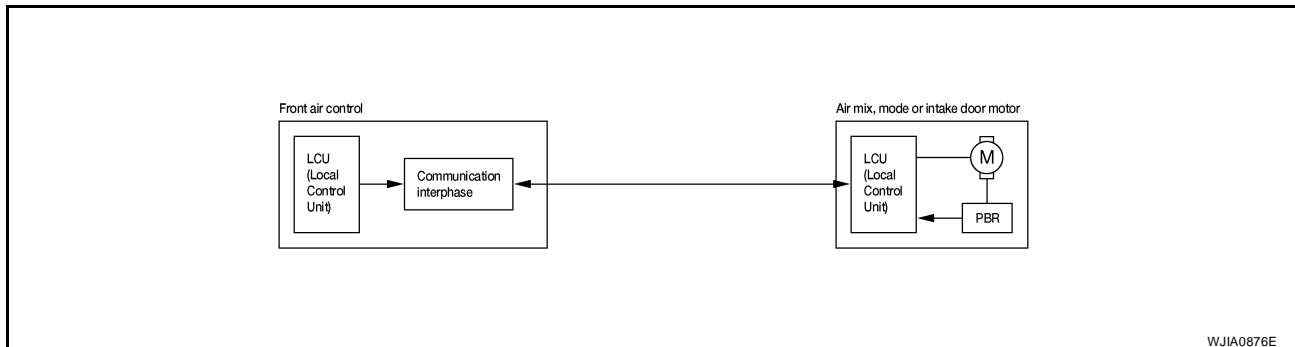 Front air control
LCU
(Local
Control
Unit)
Communication
interphase
Air mix, mode or intake door motor
LCU
(Local
Control
Unit)
M
PBR
WJIA0876E